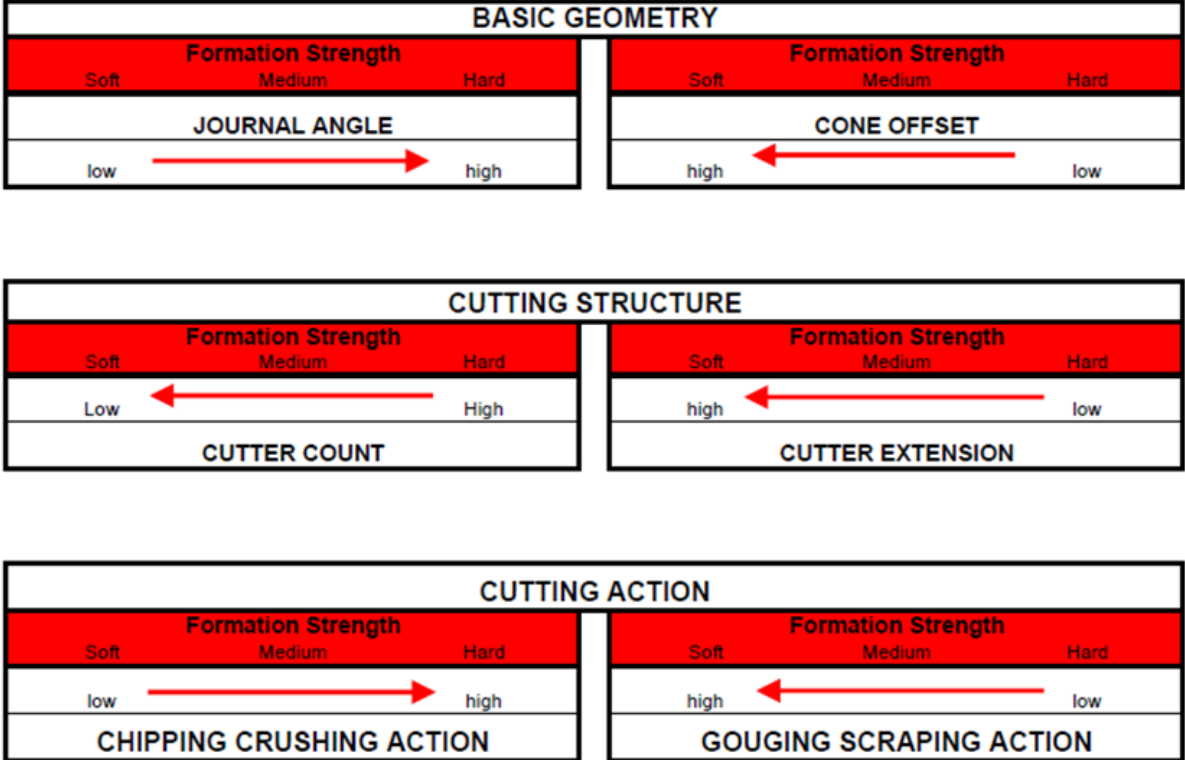 BASIC GEOMETRY
Formation Strength
Soft Medium Hard
JOURNAL ANGLE
low high
Formation Strength
Soft Medium Hard
CONE OFFSET
high low
CUTTING STRUCTURE
Formation Strength
Soft Medium Hard
Low High
CUTTER COUNT
Formation Strength
Soft Medium Hard
high low
CUTTER EXTENSION
CUTTING ACTION
Formation Strength
Soft Medium Hard
low high
CHIPPING CRUSHING ACTION
Formation Strength
Soft Medium Hard
high low
GOUGING SCRAPING ACTION